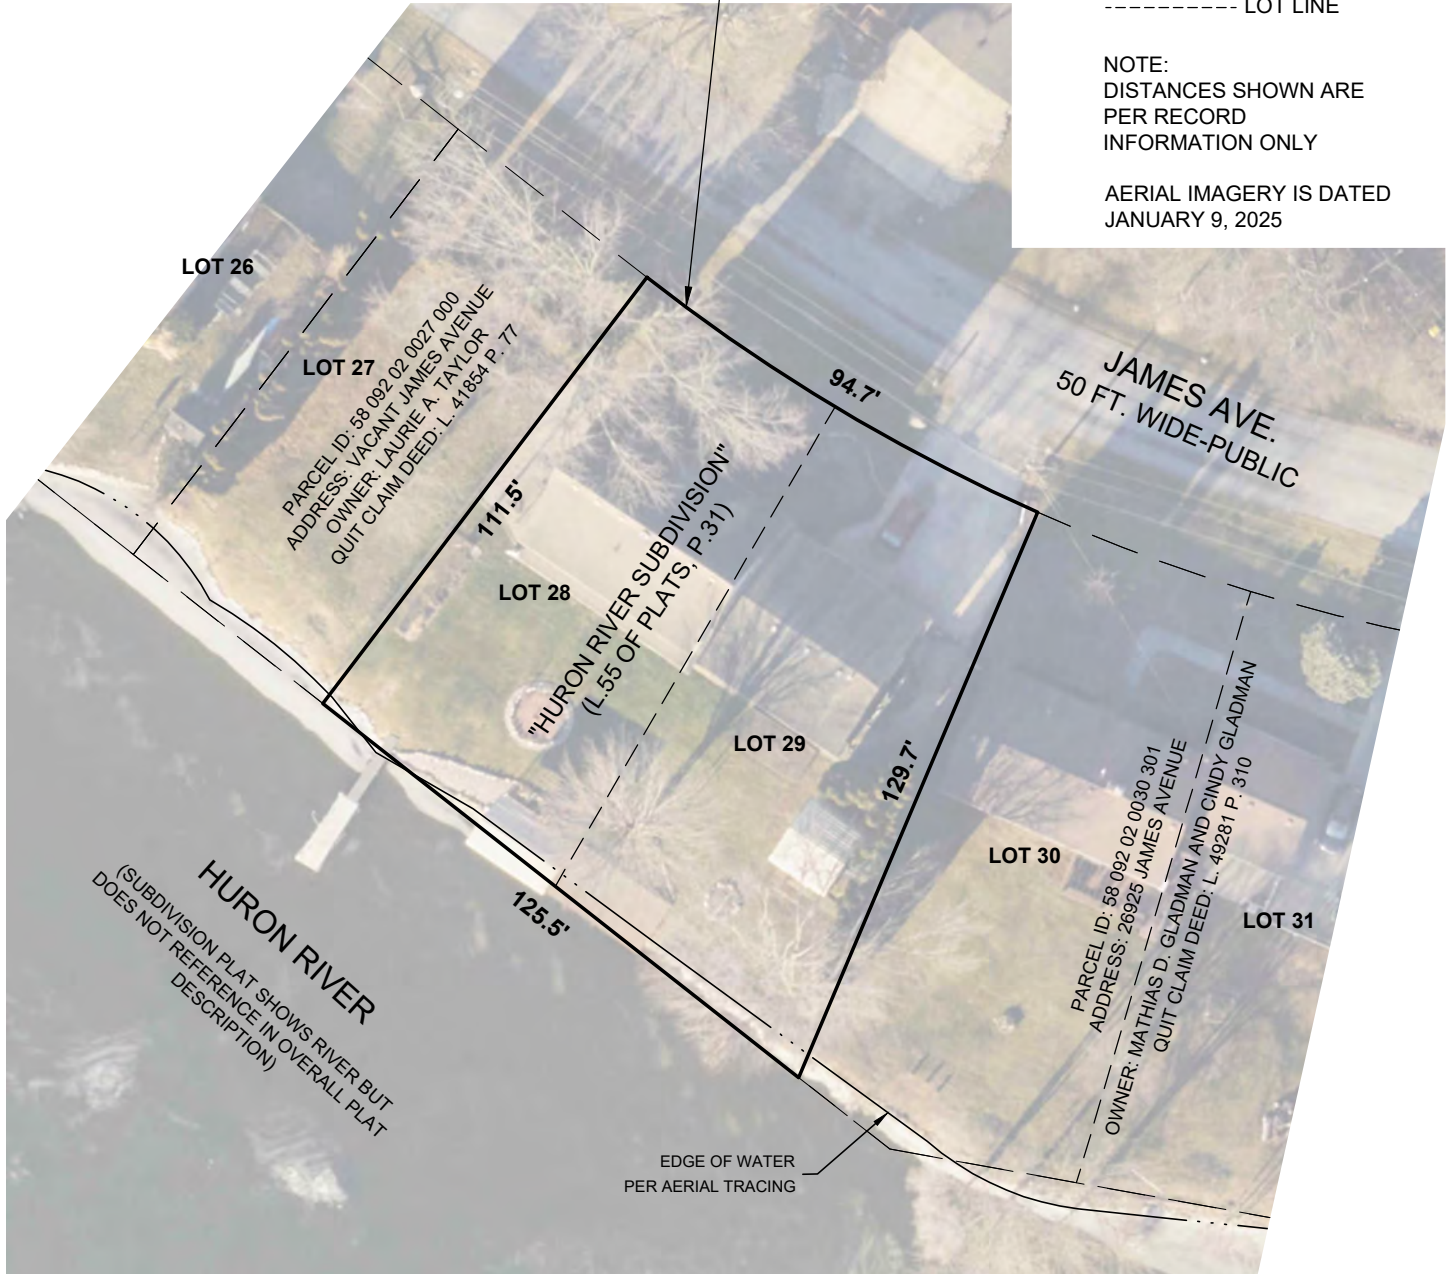 LOT LINE
NOTE:
DISTANCES SHOWN ARE
PER RECORD
INFORMATION ONLY
AERIAL IMAGERY IS DATED
JANUARY 9, 2025
LOT 26
LOT 27
PARCEL ID: 58 092 02 0027 000
ADDRESS: VACANT JAMES AVENUE
OWNER: LAURIE A. TAYLOR
QUIT CLAIM DEED: L. 41854 P. 77
94.7'
JAMES AVE.
50 FT. WIDE-PUBLIC
111.5'
LOT 28
"HURON RIVER SUBDIVISION"
(L.55 OF PLATS, P.31)
LOT 29
129.7'
LOT 30
PARCEL ID: 58 092 02 0030 301
ADDRESS: 26925 JAMES AVENUE
OWNER: MATHIAS D. GLADMAN AND CINDY GLADMAN
QUIT CLAIM DEED: L. 49281 P. 310
LOT 31
125.5'
HURON RIVER
(SUBDIVISION PLAT SHOWS RIVER BUT
DOES NOT REFERENCE IN OVERALL PLAT
DESCRIPTION)
EDGE OF WATER
PER AERIAL TRACING